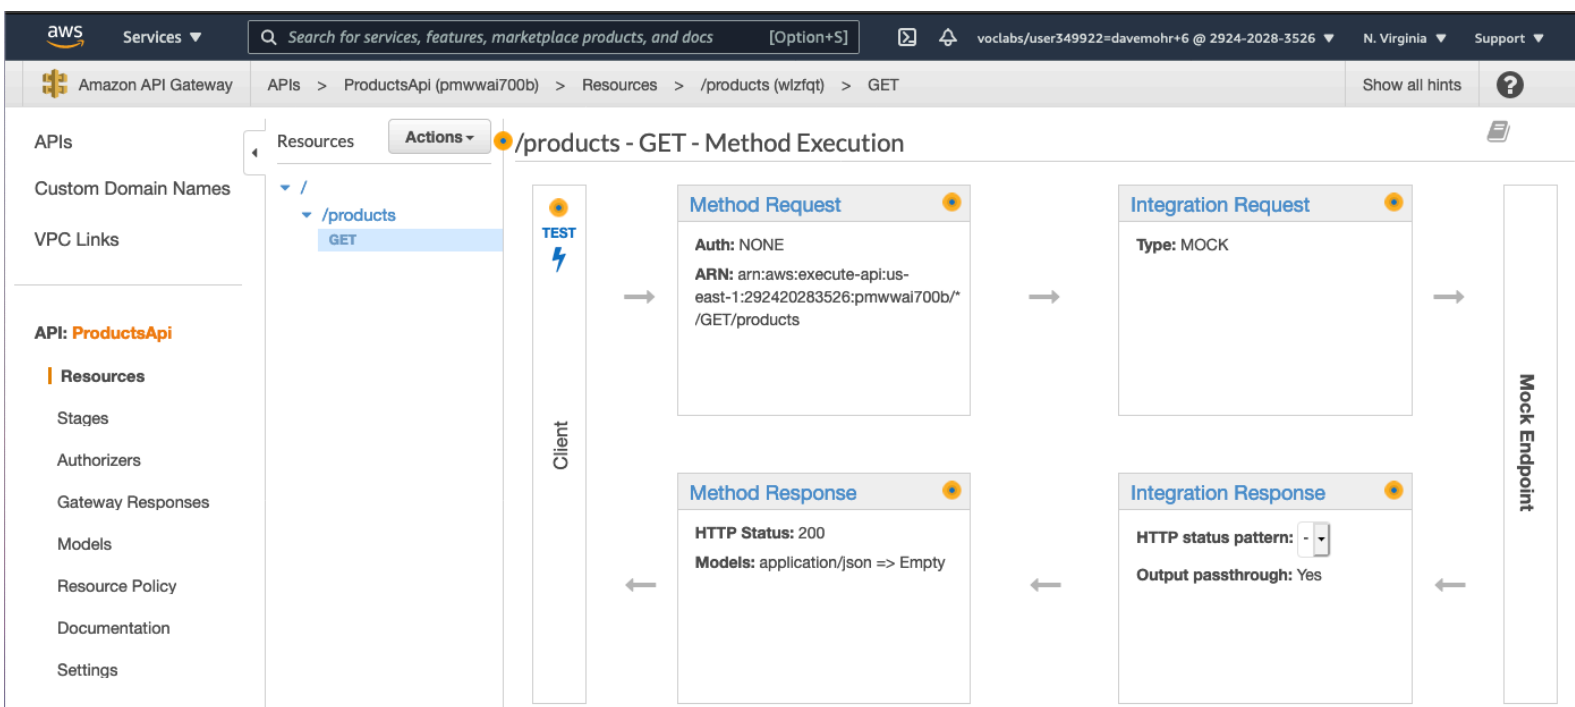 aws
Services ▼
Search for services, features, marketplace products, and docs [Option+S]
voclabs/user349922=davemohr+6 @ 2924-2028-3526 ▼
N. Virginia ▼
Support ▼
Amazon API Gateway
APIs > ProductsApi (pmwwai700b) > Resources > /products (wlzfqt) > GET
Show all hints
?
APIs
Custom Domain Names
VPC Links
API: ProductsApi
Resources
Stages
Authorizers
Gateway Responses
Models
Resource Policy
Documentation
Settings
Resources
Actions
/
/products
GET
/products - GET - Method Execution
TEST
Client
Method Request
Auth: NONE
ARN: arn:aws:execute-api:us-
east-1:292420283526:pmwwai700b/*
/GET/products
Integration Request
Type: MOCK
Method Response
HTTP Status: 200
Models: application/json => Empty
Integration Response
HTTP status pattern: -
Output passthrough: Yes
Mock Endpoint